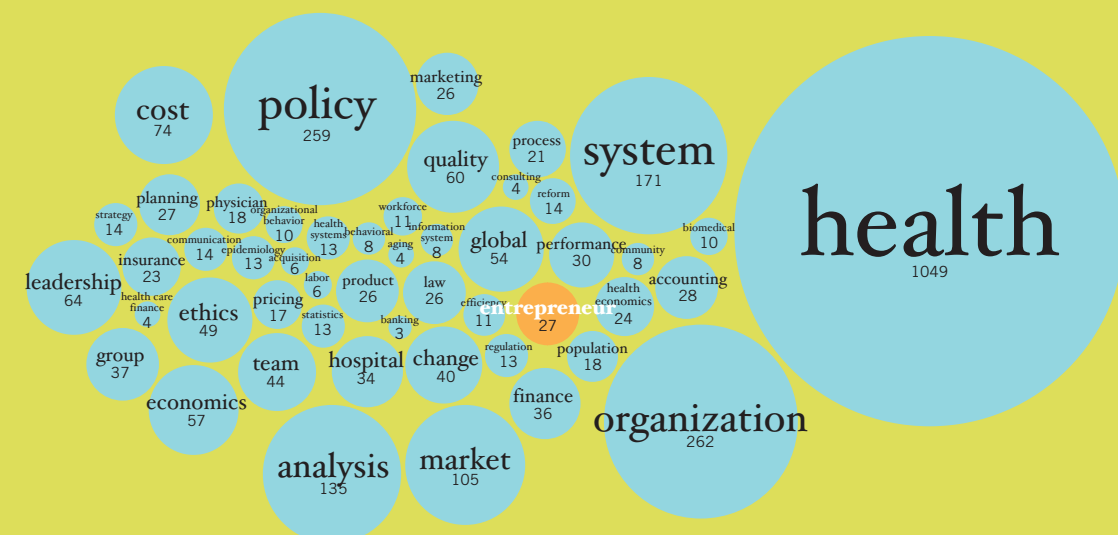 marketing
26
policy
259
cost
74
process
21
system
171
quality
60
consulting
4
reform
14
health
1049
planning
27
physician
18
organizational
behavior
10
strategy
14
workforce
11
information
system
8
health
systems
13
behavioral
8
aging
4
global
54
performance
30
biomedical
10
community
8
communication
14
epidemiology
13
acquisition
6
insurance
23
leadership
64
labor
6
product
26
law
26
accounting
28
health
economics
24
health care
finance
4
ethics
49
pricing
17
statistics
13
banking
3
efficiency
11
entrepreneur
27
group
37
team
44
hospital
34
change
40
regulation
13
population
18
economics
57
finance
36
organization
262
analysis
135
market
105